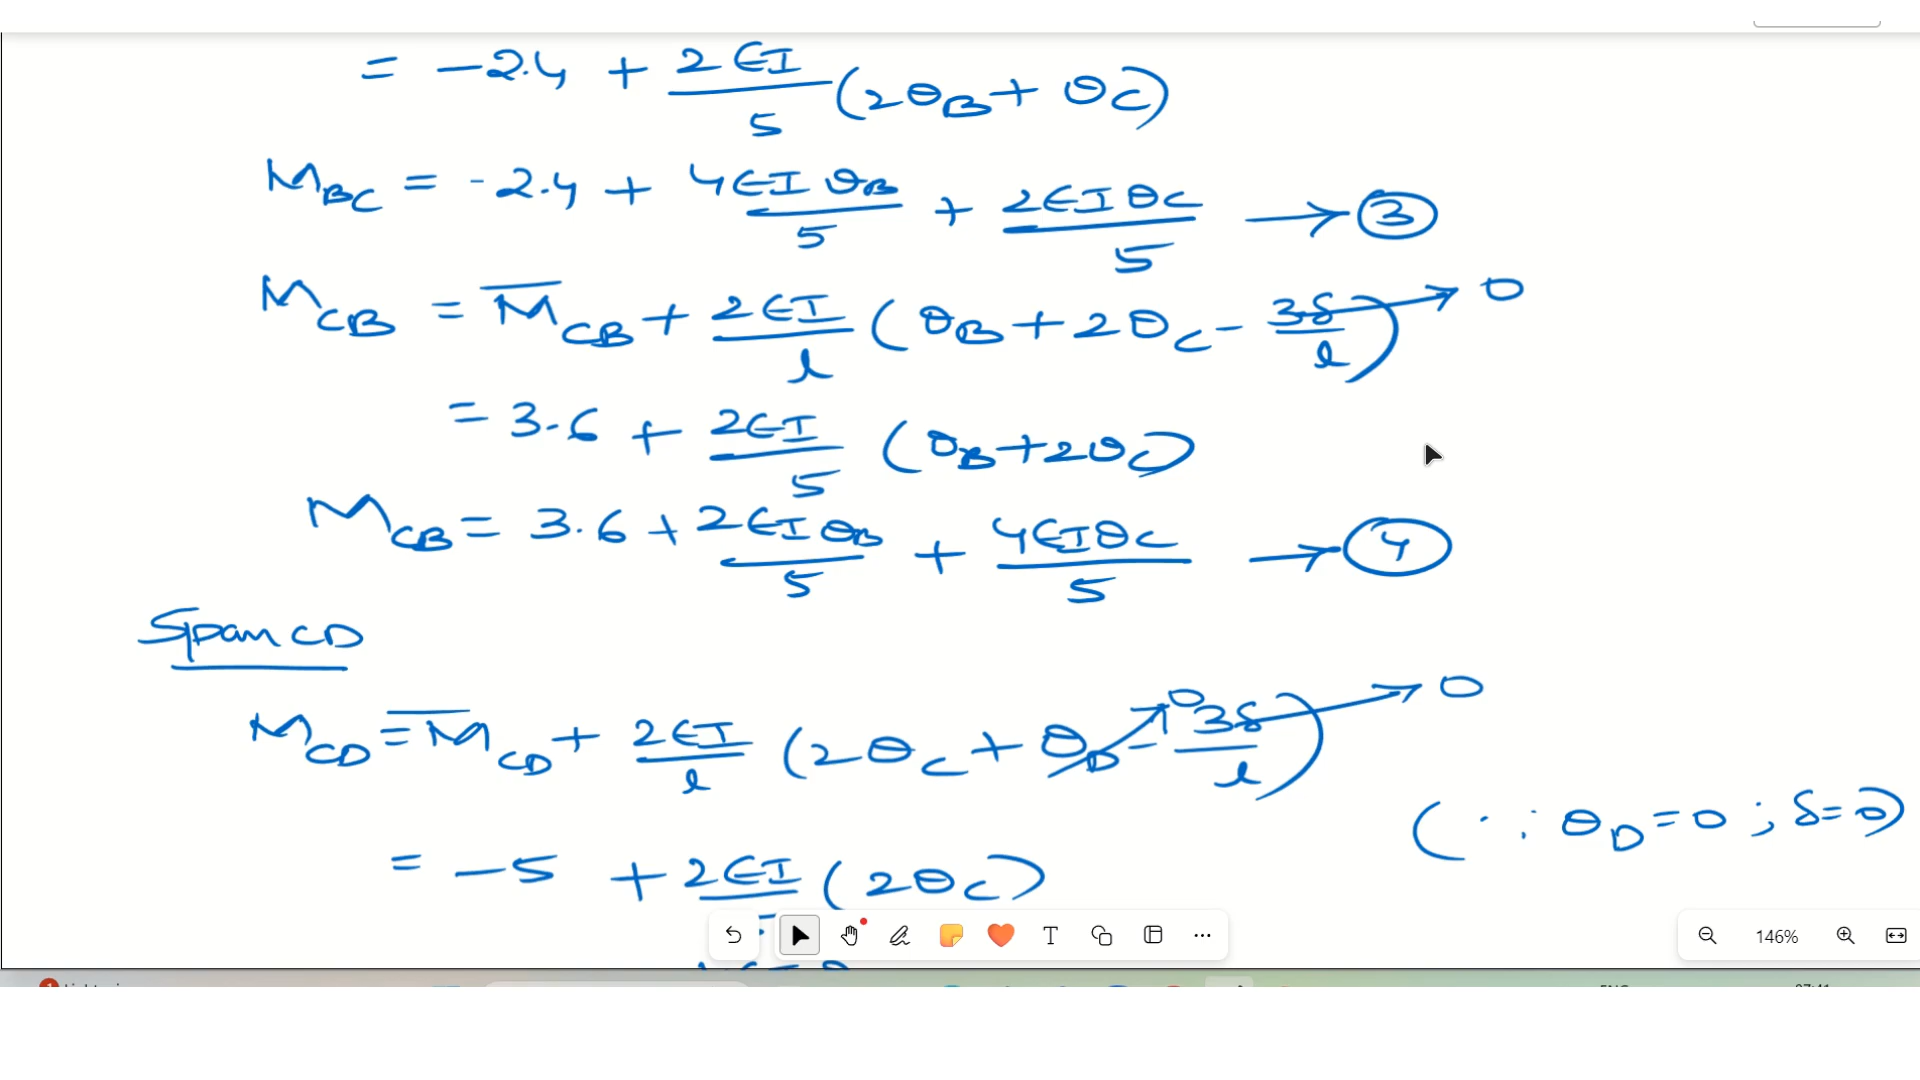 = -2.4 + 2EI/5 (2θB + θC)
MBC = -2.4 + 4EIθB/5 + 2EIθC/5 → ③
MCB = M̅CB + 2EI/l (θB + 2θC - 3δ/l) → 0
= 3.6 + 2EI/5 (θB + 2θC)
MCB = 3.6 + 2EIθB/5 + 4EIθC/5 → ④
Span CD
MCD = M̅CD + 2EI/l (2θC + θD → 0 - 3δ/l) → 0
(∵ θD = 0 ; δ = 0)
= -5 + 2EI (2θC)
146%